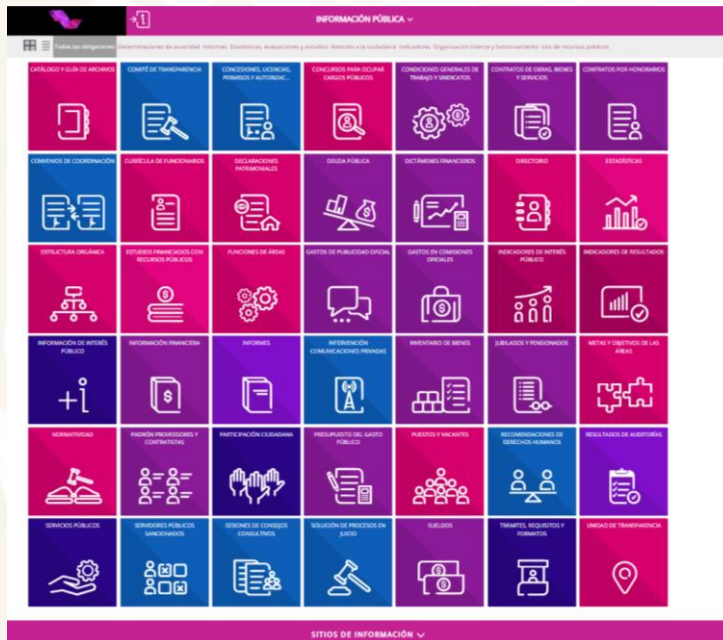 INFORMACIÓN PÚBLICA
Todas las obligaciones Determinaciones de autoridad Informes Estadísticas, evaluaciones y estudios Atención a la ciudadanía Indicadores Organización interna y funcionamiento Uso de recursos públicos
CATÁLOGO Y GUÍA DE ARCHIVOS
COMITÉ DE TRANSPARENCIA
CONCESIONES, LICENCIAS,
PERMISOS Y AUTORIZAC...
CONCURSOS PARA OCUPAR
CARGOS PÚBLICOS
CONDICIONES GENERALES DE
TRABAJO Y SINDICATOS
CONTRATOS DE OBRAS, BIENES
Y SERVICIOS
CONTRATOS POR HONORARIOS
CONVENIOS DE COORDINACIÓN
CURRÍCULA DE FUNCIONARIOS
DECLARACIONES
PATRIMONIALES
DEUDA PÚBLICA
DICTÁMENES FINANCIEROS
DIRECTORIO
ESTADÍSTICAS
ESTRUCTURA ORGÁNICA
ESTUDIOS FINANCIADOS CON
RECURSOS PÚBLICOS
FUNCIONES DE ÁREAS
GASTOS DE PUBLICIDAD OFICIAL
GASTOS EN COMISIONES
OFICIALES
INDICADORES DE INTERÉS
PÚBLICO
INDICADORES DE RESULTADOS
INFORMACIÓN DE INTERÉS
PÚBLICO
+i
INFORMACIÓN FINANCIERA
INFORMES
INTERVENCIÓN
COMUNICACIONES PRIVADAS
INVENTARIO DE BIENES
JUBILADOS Y PENSIONADOS
METAS Y OBJETIVOS DE LAS
ÁREAS
NORMATIVIDAD
PADRÓN PROVEEDORES Y
CONTRATISTAS
PARTICIPACIÓN CIUDADANA
PRESUPUESTO DEL GASTO
PÚBLICO
PUESTOS Y VACANTES
RECOMENDACIONES DE
DERECHOS HUMANOS
RESULTADOS DE AUDITORÍAS
SERVICIOS PÚBLICOS
SERVIDORES PÚBLICOS
SANCIONADOS
SESIONES DE CONSEJOS
CONSULTIVOS
SOLUCIÓN DE PROCESOS EN
JUICIO
SUELDOS
TRÁMITES, REQUISITOS Y
FORMATOS
UNIDAD DE TRANSPARENCIA
SITIOS DE INFORMACIÓN